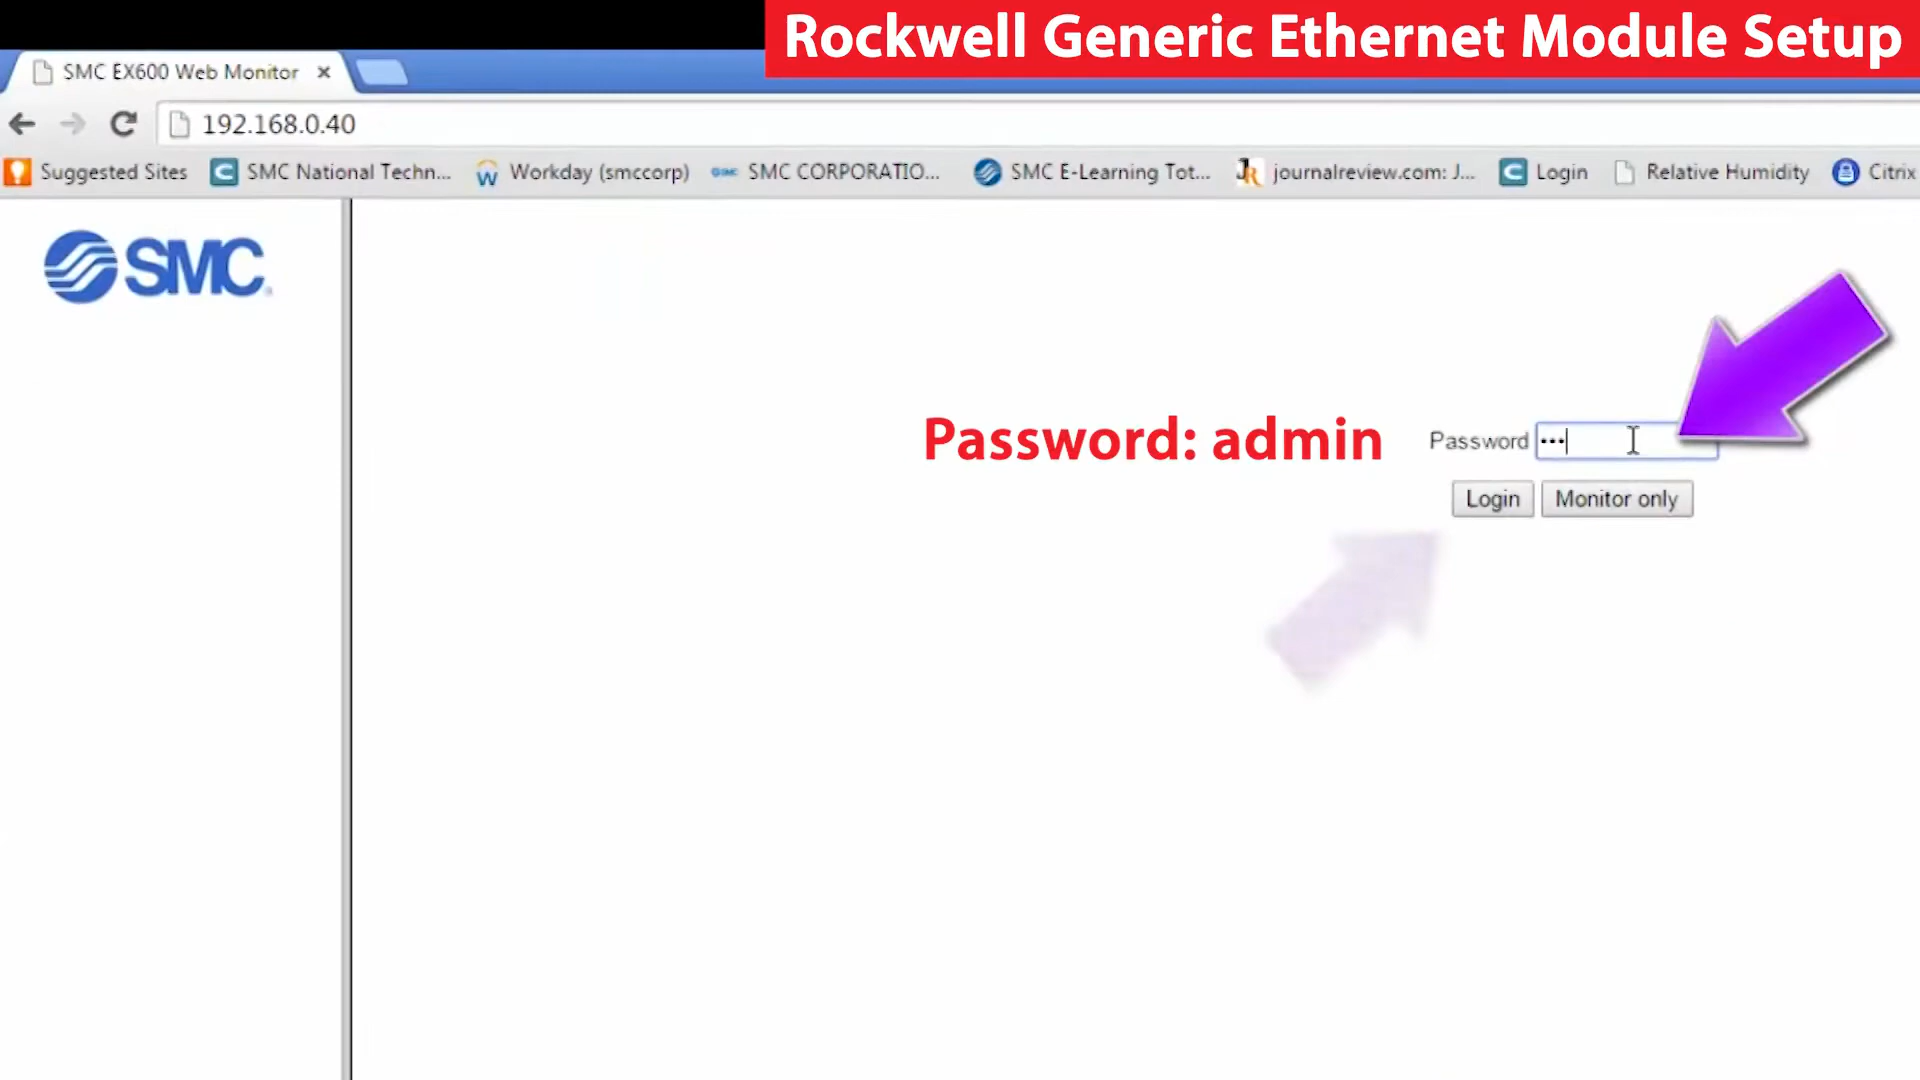 Rockwell Generic Ethernet Module Setup
SMC EX600 Web Monitor
192.168.0.40
Suggested Sites SMC National Techn... Workday (smccorp) SMC CORPORATIO... SMC E-Learning Tot... journalreview.com: J... Login Relative Humidity Citrix
SMC
Password: admin Password •••
Login Monitor only